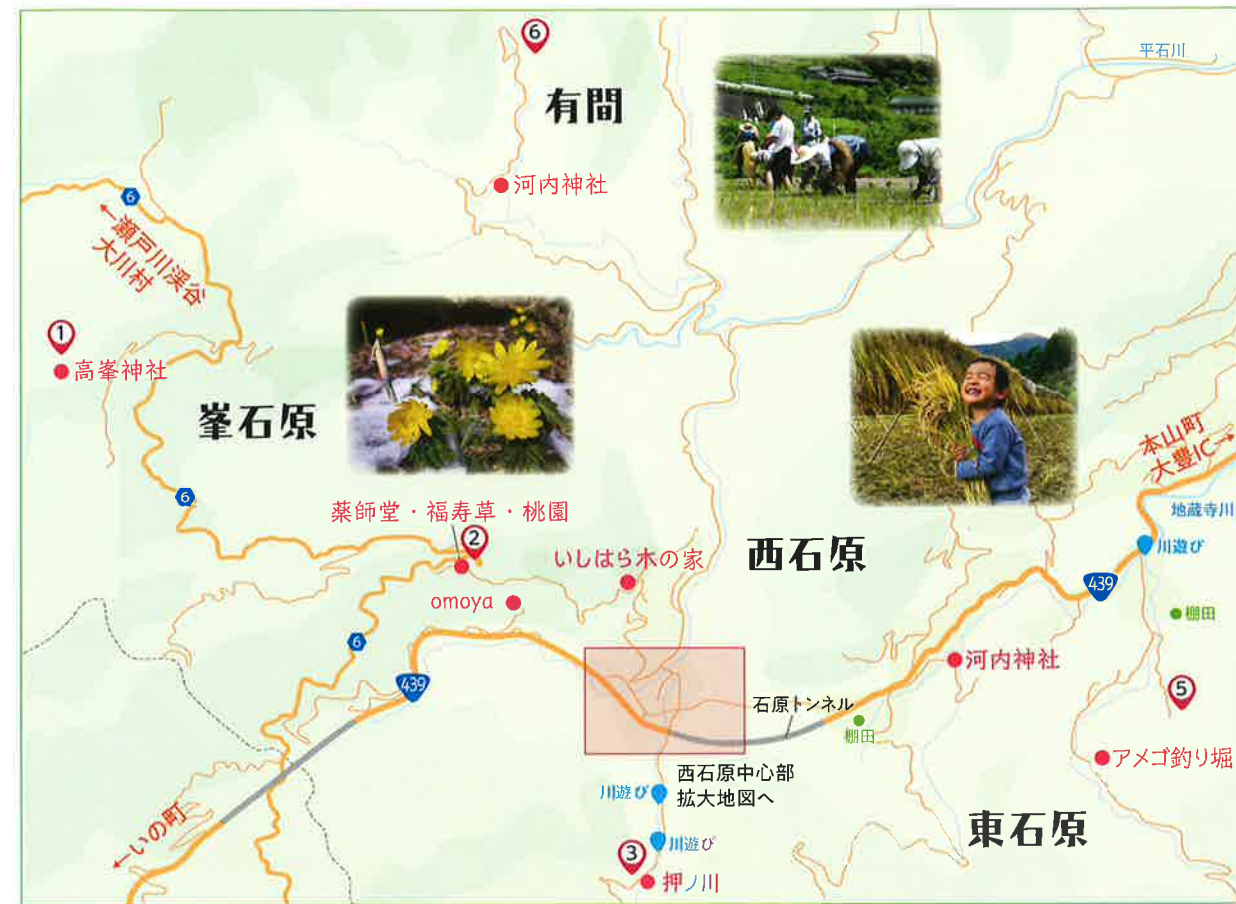 6
平石川
有間
河内神社
6
←瀬戸川渓谷
大川村
1
高峯神社
峯石原
本山町
大豊IC→
6
地蔵寺川
薬師堂・福寿草・桃園
2
川遊び
西石原
いしはら木の家
439
omoya
棚田
6
河内神社
439
5
石原トンネル
棚田
アメゴ釣り堀
西石原中心部
拡大地図へ
川遊び
東石原
←いの町
川遊び
3
押ノ川